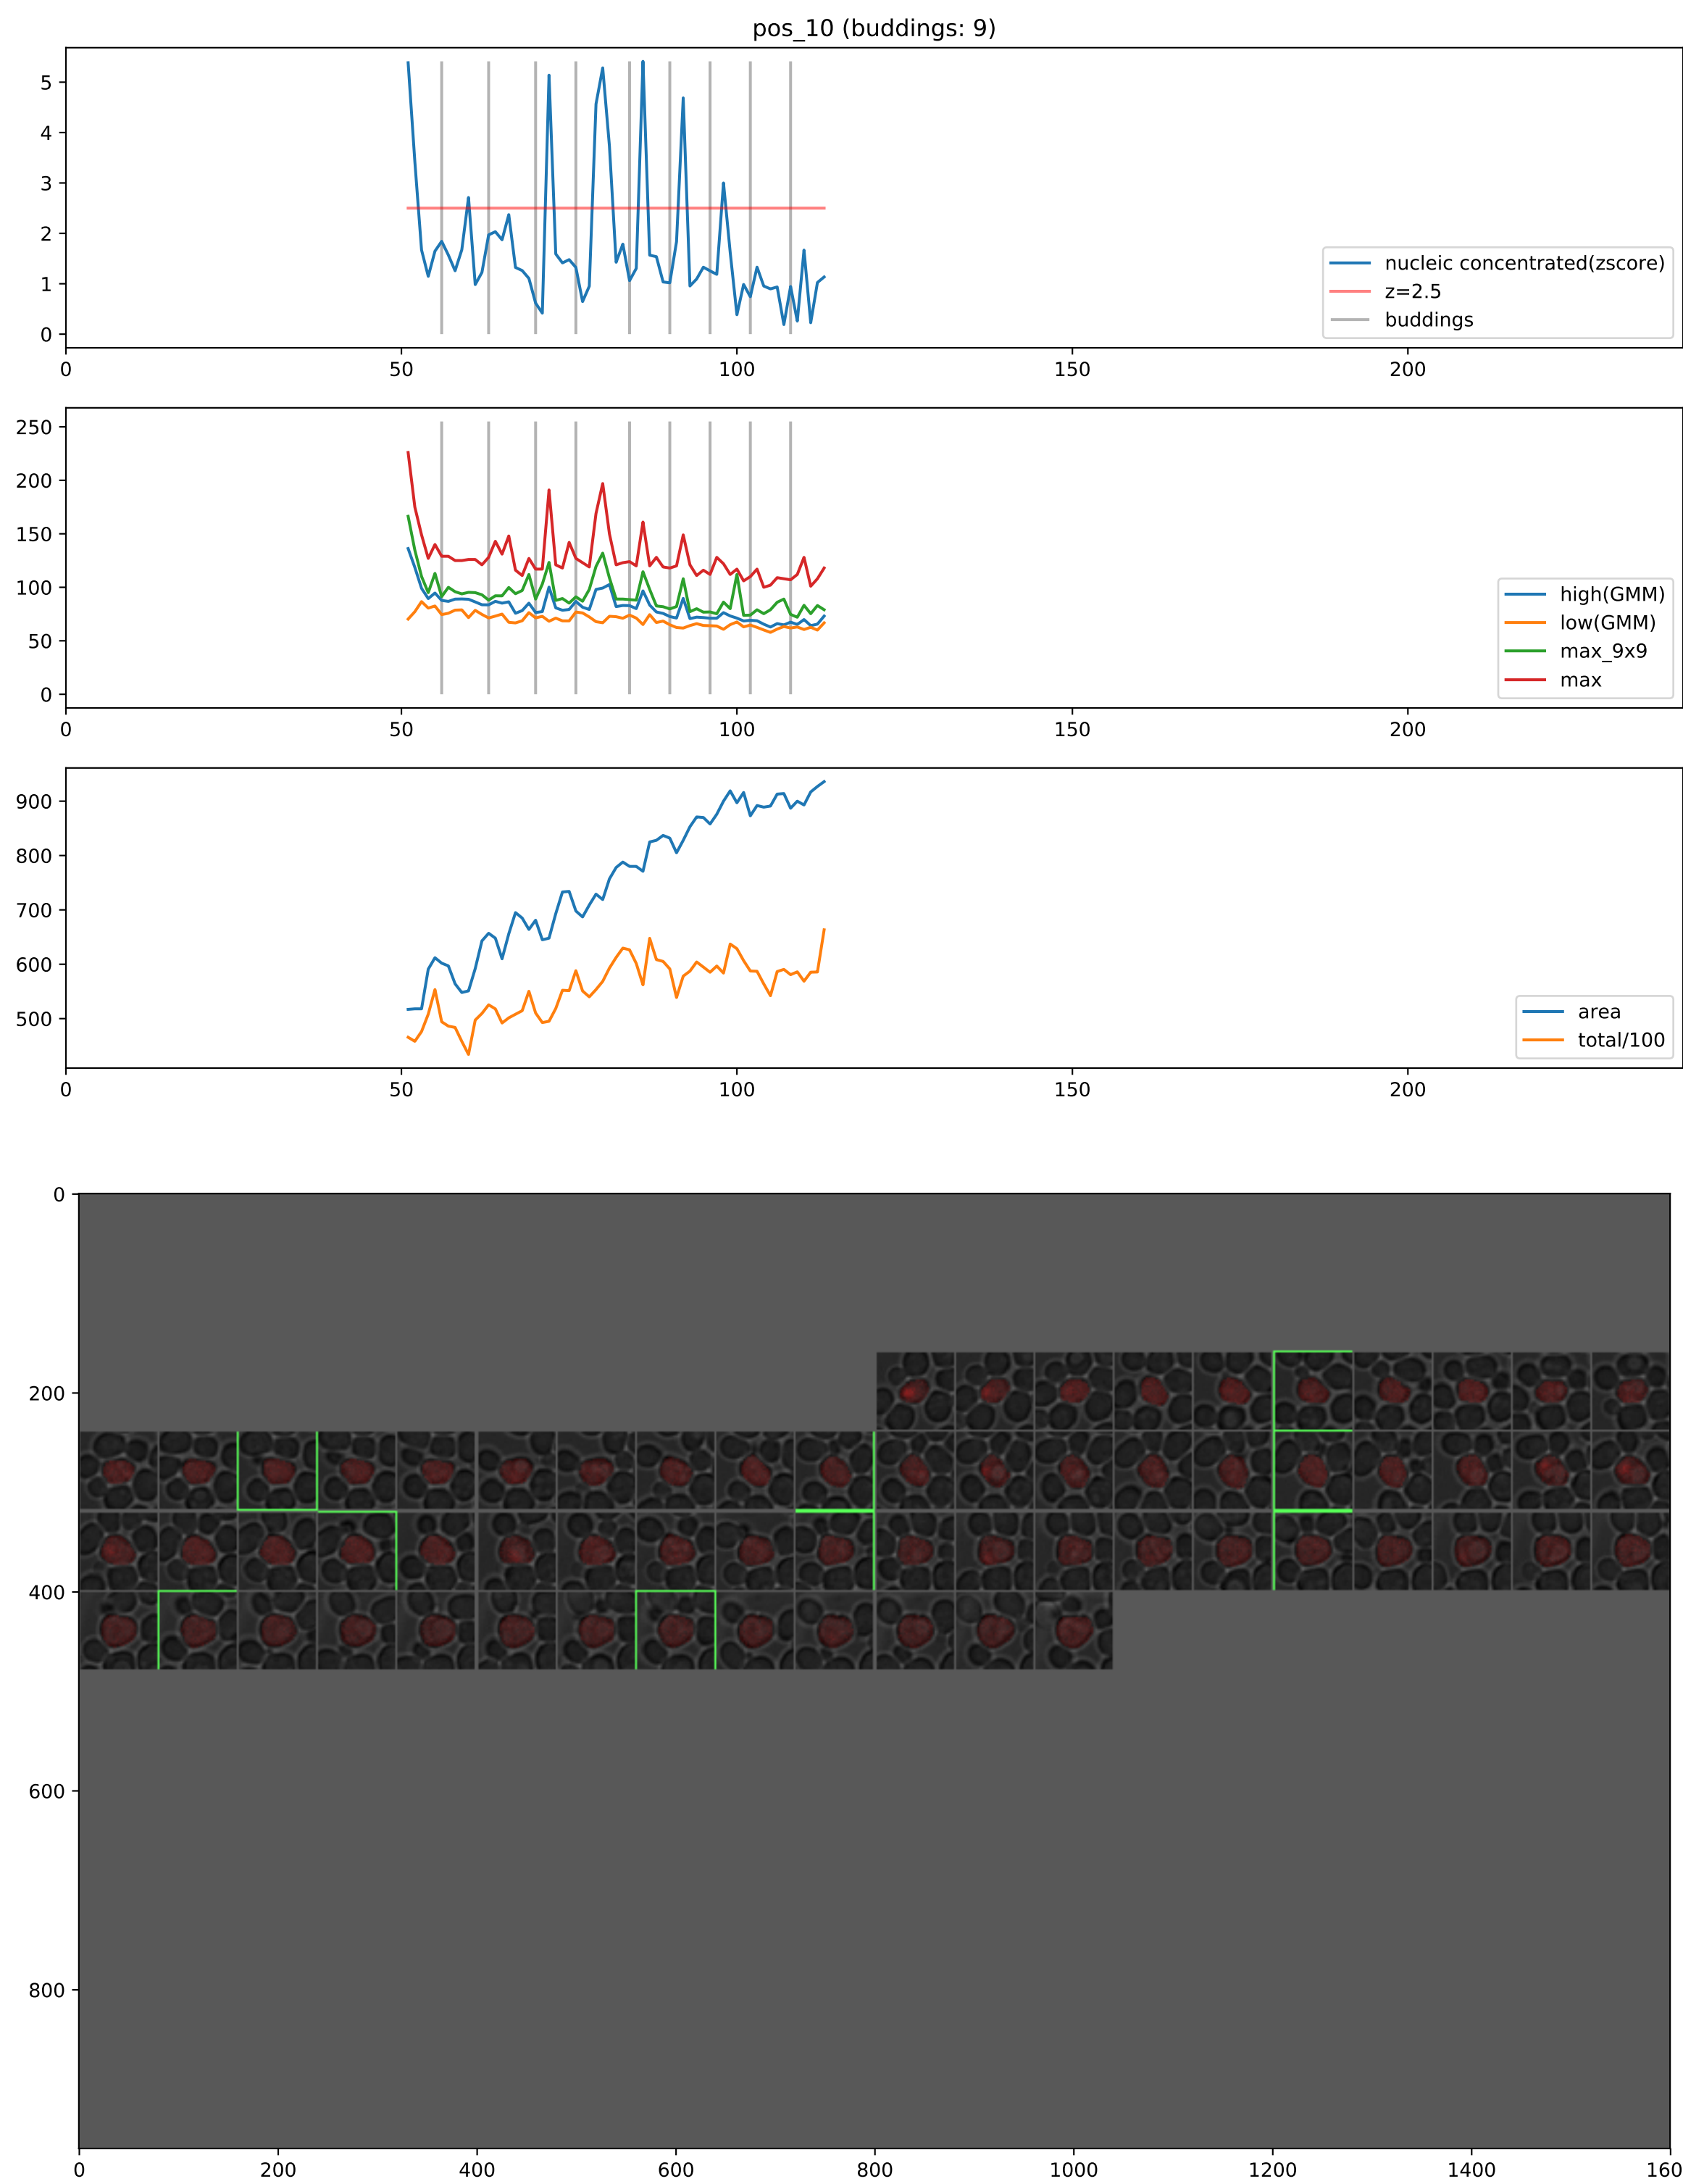 pos_10 (buddings: 9)
5
4
3
2
1
0
nucleic concentrated(zscore)
z=2.5
buddings
0 50 100 150 200
250
200
150
100
50
0
high(GMM)
low(GMM)
max_9x9
max
0 50 100 150 200
900
800
700
600
500
area
total/100
0 50 100 150 200
0
200
400
600
800
0 200 400 600 800 1000 1200 1400 160